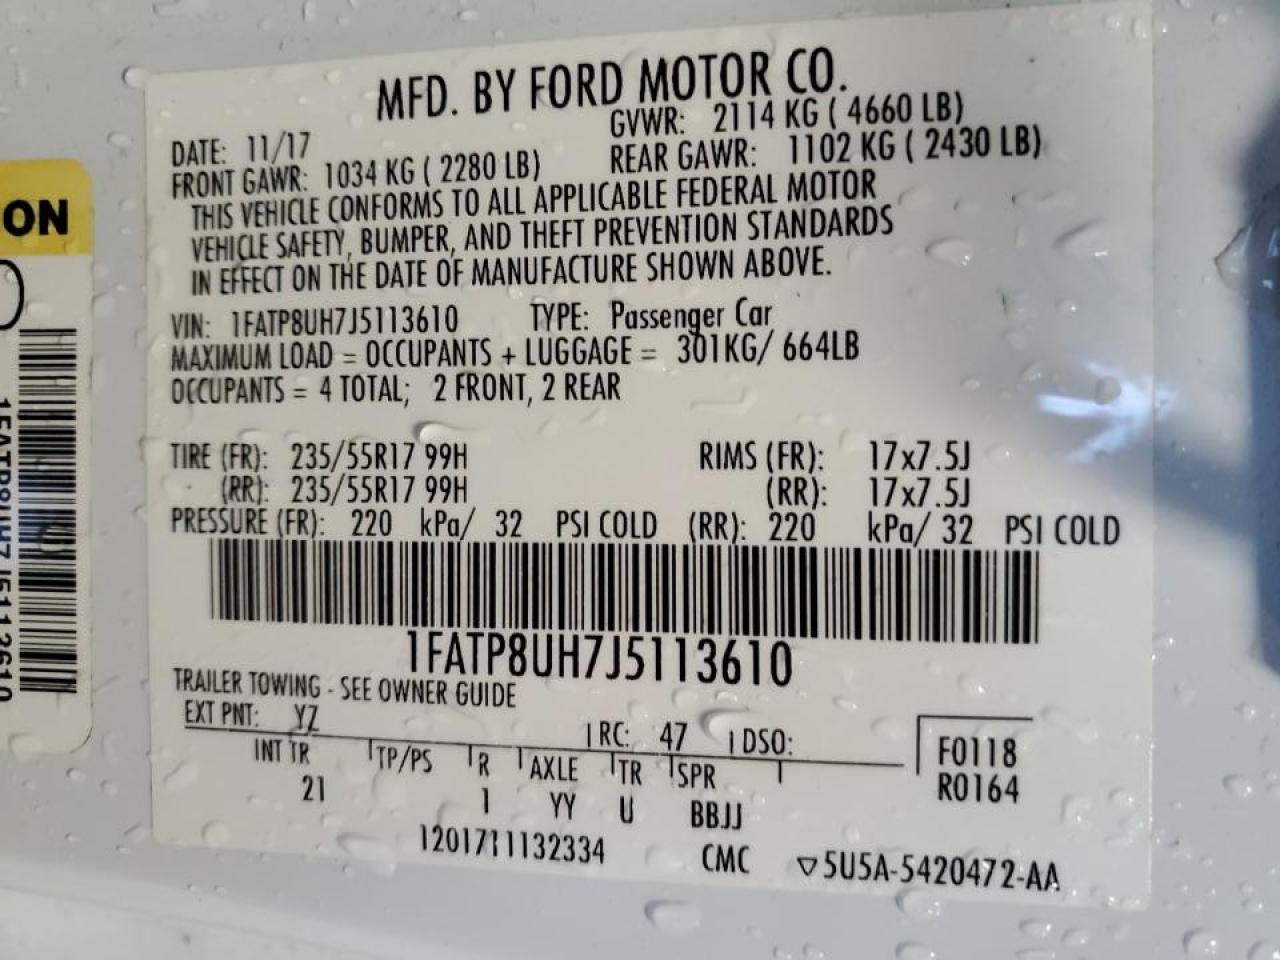 MFD. BY FORD MOTOR CO.
DATE: 11/17 GVWR: 2114 KG ( 4660 LB)
FRONT GAWR: 1034 KG ( 2280 LB) REAR GAWR: 1102 KG ( 2430 LB)
THIS VEHICLE CONFORMS TO ALL APPLICABLE FEDERAL MOTOR
VEHICLE SAFETY, BUMPER, AND THEFT PREVENTION STANDARDS
IN EFFECT ON THE DATE OF MANUFACTURE SHOWN ABOVE.
VIN: 1FATP8UH7J5113610 TYPE: Passenger Car
MAXIMUM LOAD = OCCUPANTS + LUGGAGE = 301KG/ 664LB
OCCUPANTS = 4 TOTAL; 2 FRONT, 2 REAR
TIRE (FR): 235/55R17 99H RIMS (FR): 17x7.5J
(RR): 235/55R17 99H (RR): 17x7.5J
PRESSURE (FR): 220 kPa/ 32 PSI COLD (RR): 220 kPa/ 32 PSI COLD
1FATP8UH7J5113610
TRAILER TOWING - SEE OWNER GUIDE
EXT PNT: YZ RC: 47 DSO:
INT TR TP/PS R AXLE TR SPR
21 1 YY U BBJJ
F0118
R0164
1201711132334 CMC ▽5U5A-5420472-AA
ON
1FATP8UH7J5113610